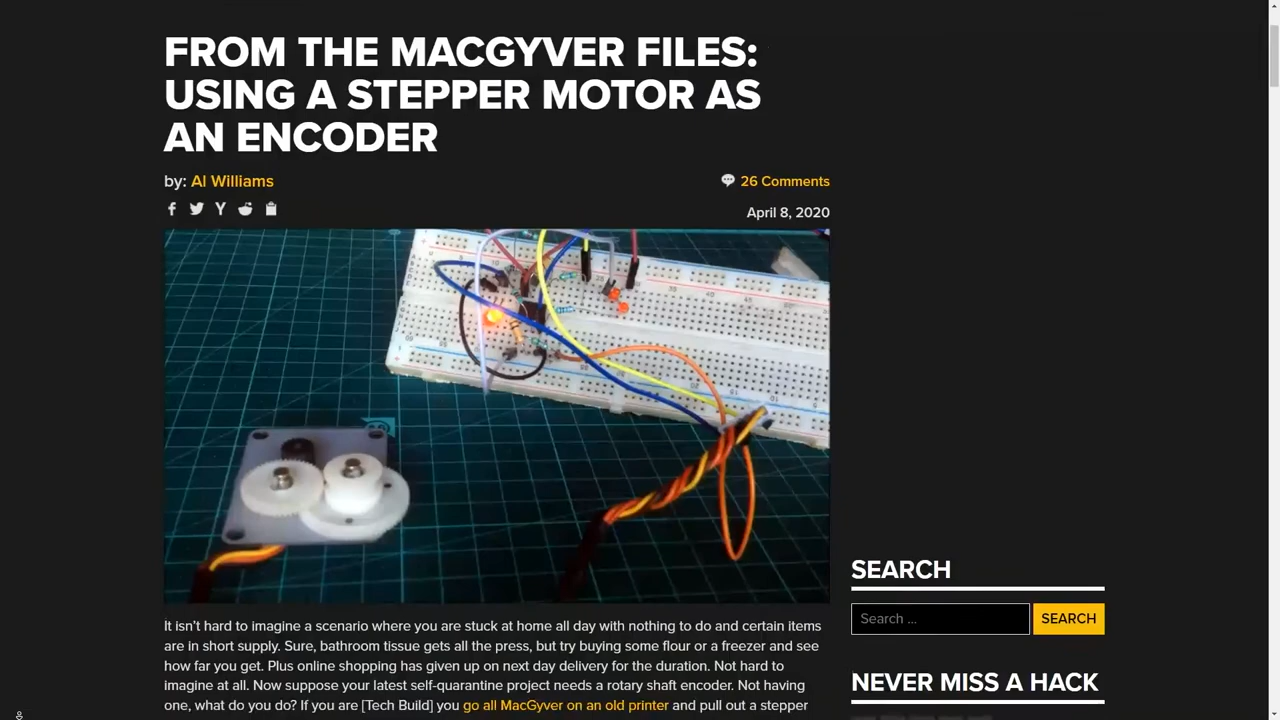 FROM THE MACGYVER FILES:
USING A STEPPER MOTOR AS
AN ENCODER
by: Al Williams
26 Comments
April 8, 2020
It isn't hard to imagine a scenario where you are stuck at home all day with nothing to do and certain items
are in short supply. Sure, bathroom tissue gets all the press, but try buying some flour or a freezer and see
how far you get. Plus online shopping has given up on next day delivery for the duration. Not hard to
imagine at all. Now suppose your latest self-quarantine project needs a rotary shaft encoder. Not having
one, what do you do? If you are [Tech Build] you go all MacGyver on an old printer and pull out a stepper
SEARCH
Search ...
SEARCH
NEVER MISS A HACK